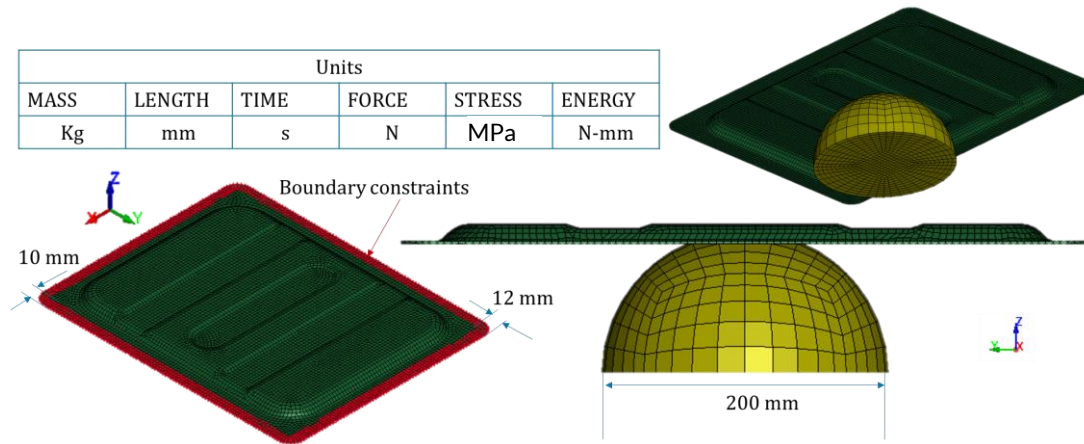 Units
MASS LENGTH TIME FORCE STRESS ENERGY
Kg mm s N MPa N-mm
Z
X Y
Boundary constraints
10 mm
12 mm
Z
Y X
200 mm